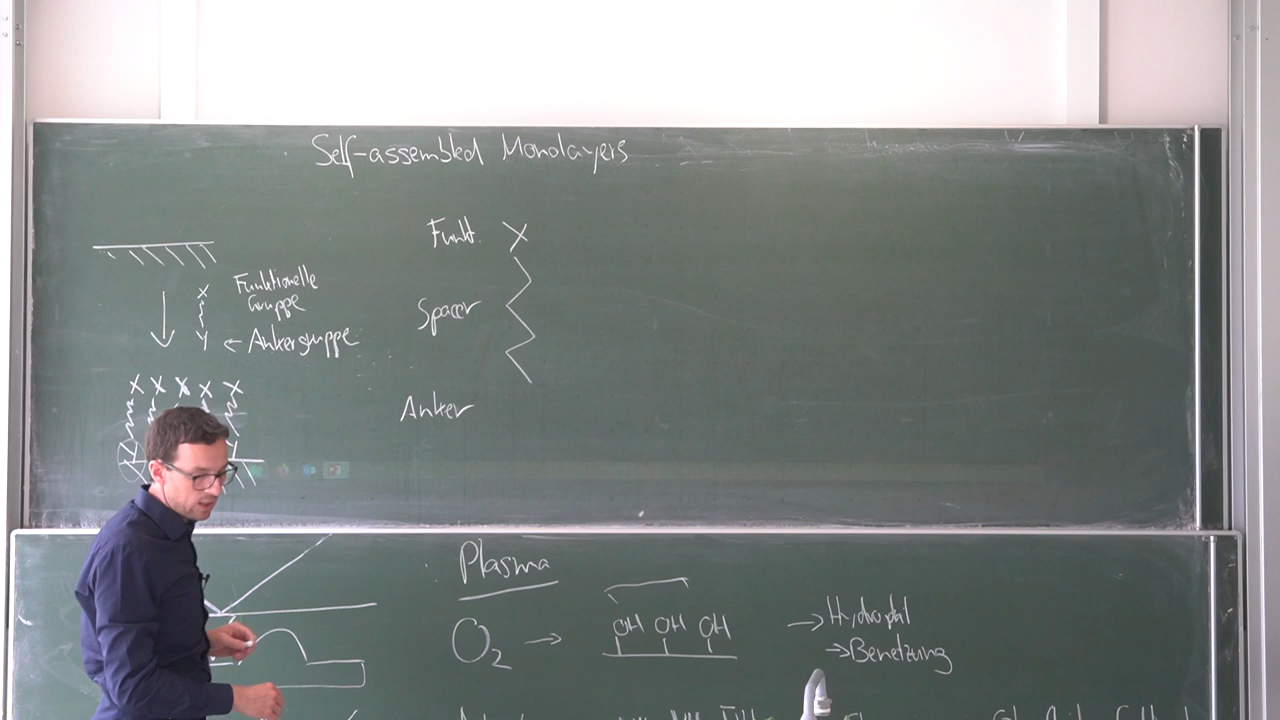 Self-assembled Monolayers
Funkt. X
Funktionelle
Gruppe
X
Y ← Ankergruppe
Spacer
X X X X X
Anker
Plasma
O2 → OH OH OH → Hydrophil
→ Benetzung